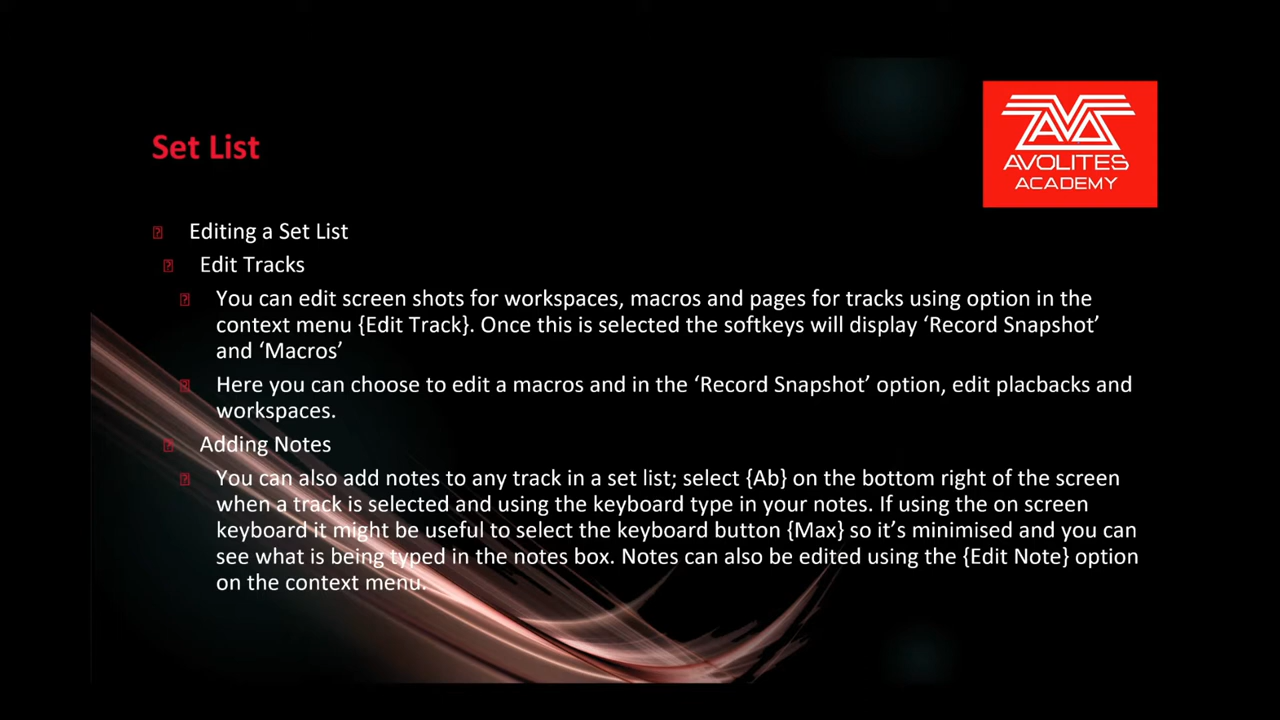 AVOLITES
ACADEMY
Set List
Editing a Set List
Edit Tracks
You can edit screen shots for workspaces, macros and pages for tracks using option in the
context menu {Edit Track}. Once this is selected the softkeys will display ‘Record Snapshot’
and ‘Macros’
Here you can choose to edit a macros and in the ‘Record Snapshot’ option, edit placbacks and
workspaces.
Adding Notes
You can also add notes to any track in a set list; select {Ab} on the bottom right of the screen
when a track is selected and using the keyboard type in your notes. If using the on screen
keyboard it might be useful to select the keyboard button {Max} so it’s minimised and you can
see what is being typed in the notes box. Notes can also be edited using the {Edit Note} option
on the context menu.